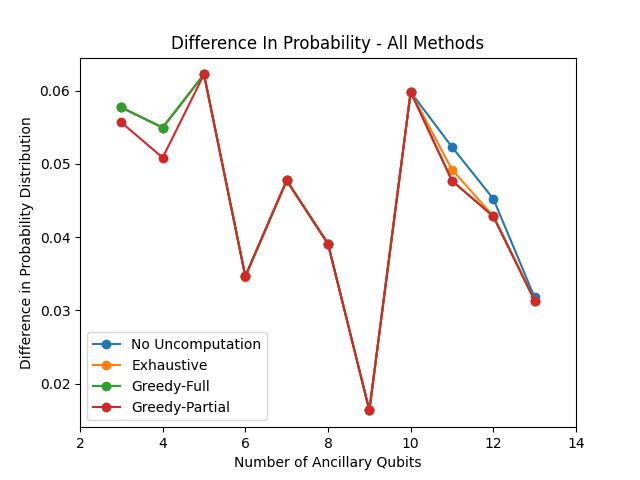 Difference In Probability - All Methods
Difference in Probability Distribution
0.06
0.05
0.04
0.03
0.02
No Uncomputation
Exhaustive
Greedy-Full
Greedy-Partial
2 4 6 8 10 12 14
Number of Ancillary Qubits